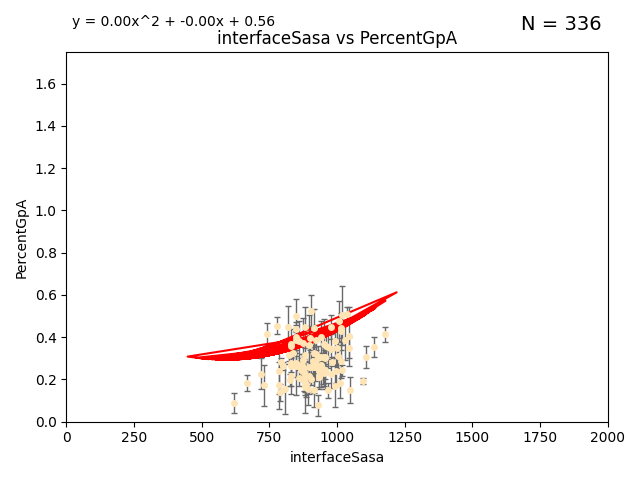 y = 0.00x^2 + -0.00x + 0.56
N = 336
interfaceSasa vs PercentGpA
PercentGpA
1.6
1.4
1.2
1.0
0.8
0.6
0.4
0.2
0.0
0 250 500 750 1000 1250 1500 1750 2000
interfaceSasa